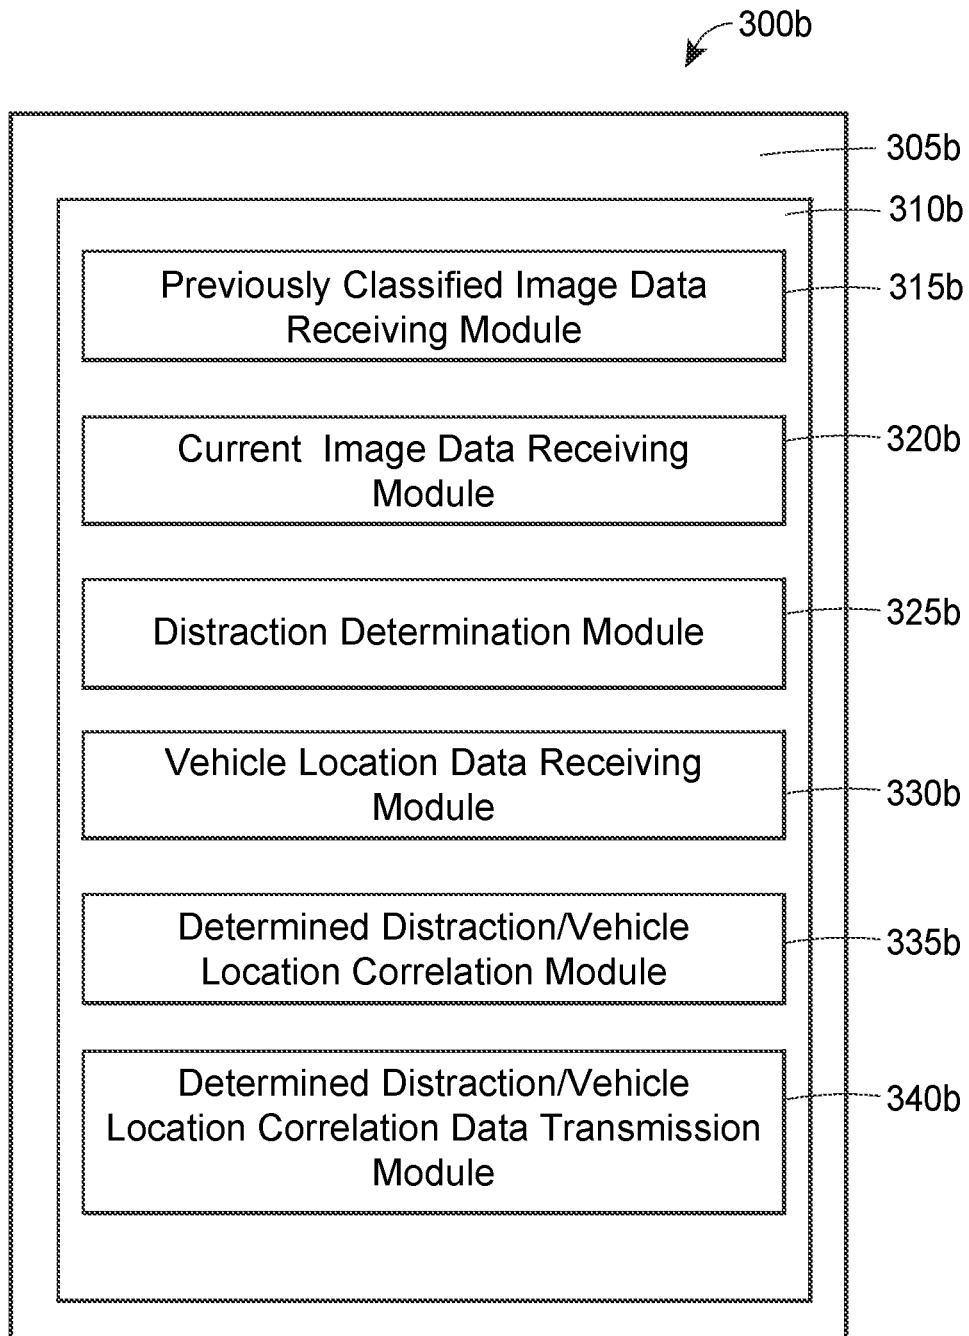 300b
305b
310b
Previously Classified Image Data
Receiving Module
315b
Current Image Data Receiving
Module
320b
Distraction Determination Module
325b
Vehicle Location Data Receiving
Module
330b
Determined Distraction/Vehicle
Location Correlation Module
335b
Determined Distraction/Vehicle
Location Correlation Data Transmission
Module
340b